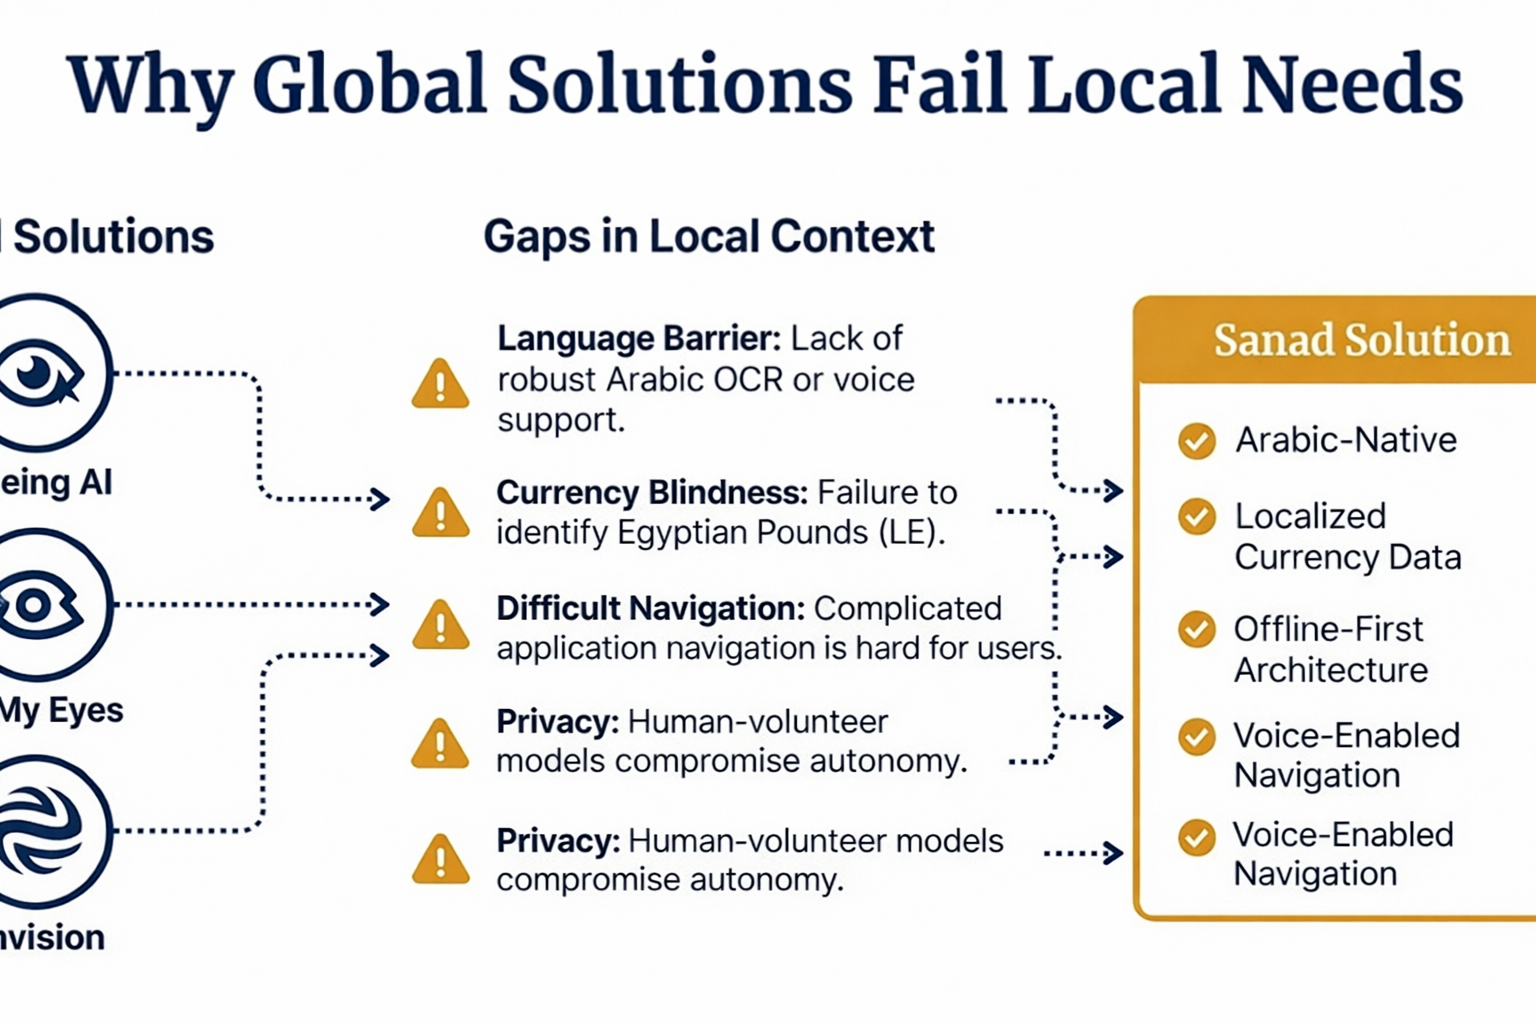 Why Global Solutions Fail Local Needs
Solutions
Gaps in Local Context
eing AI
My Eyes
nvision
Language Barrier: Lack of
robust Arabic OCR or voice
support.
Currency Blindness: Failure to
identify Egyptian Pounds (LE).
Difficult Navigation: Complicated
application navigation is hard for users.
Privacy: Human-volunteer
models compromise autonomy.
Privacy: Human-volunteer models
compromise autonomy.
Sanad Solution
Arabic-Native
Localized
Currency Data
Offline-First
Architecture
Voice-Enabled
Navigation
Voice-Enabled
Navigation